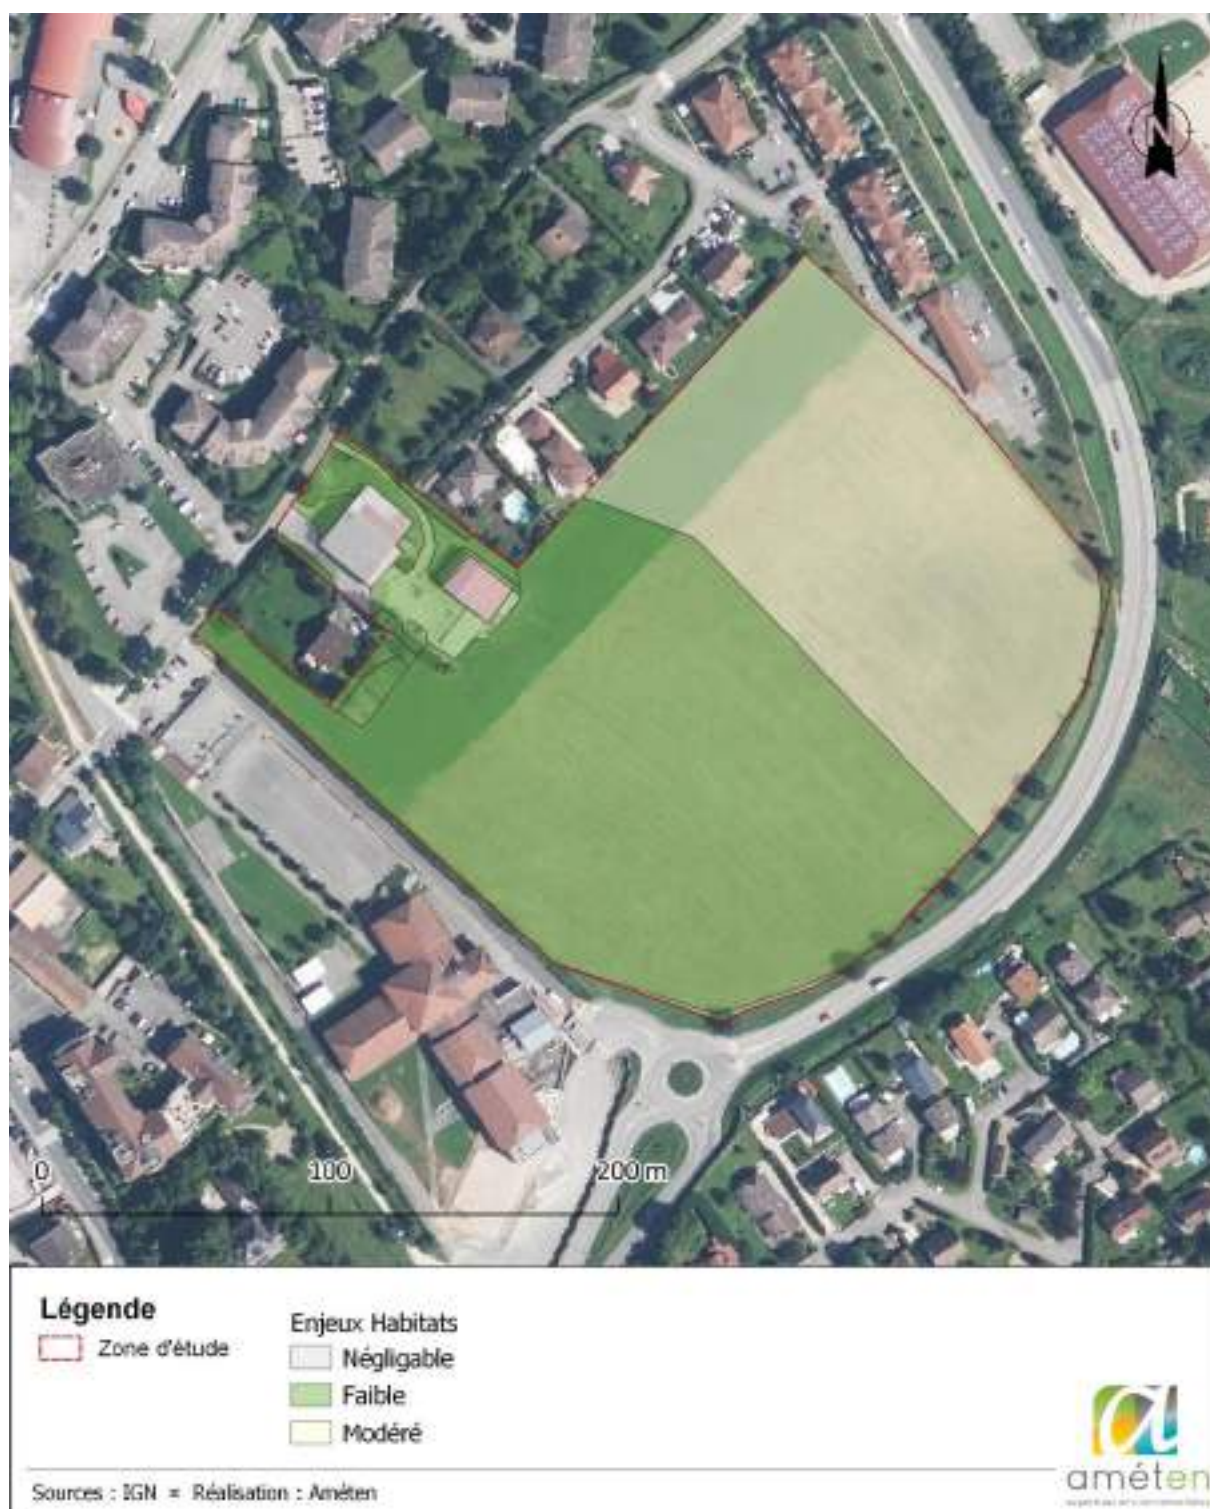 N
0 100 200 m
Légende
Zone d'étude
Enjeux Habitats
Négligable
Faible
Modéré
Sources : IGN = Réalisation : Améten
améten